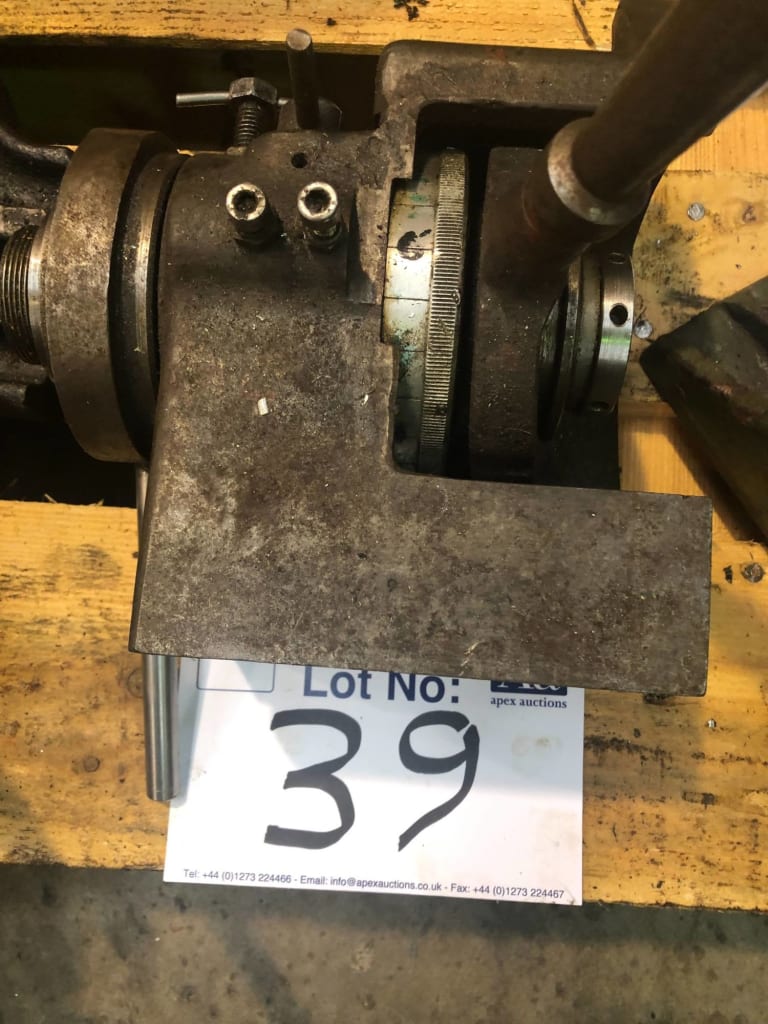 Lot No:
apex auctions
39
Tel: +44 (0)1273 224466 - Email: info@apexauctions.co.uk - Fax: +44 (0)1273 224467